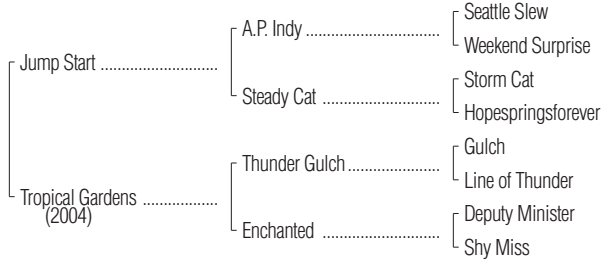 Seattle Slew
A.P. Indy ..............................
Weekend Surprise
Jump Start ...........................
Storm Cat
Steady Cat ...........................
Hopespringsforever
Gulch
Thunder Gulch.....................
Line of Thunder
Tropical Gardens .................
(2004)
Deputy Minister
Enchanted ...........................
Shy Miss